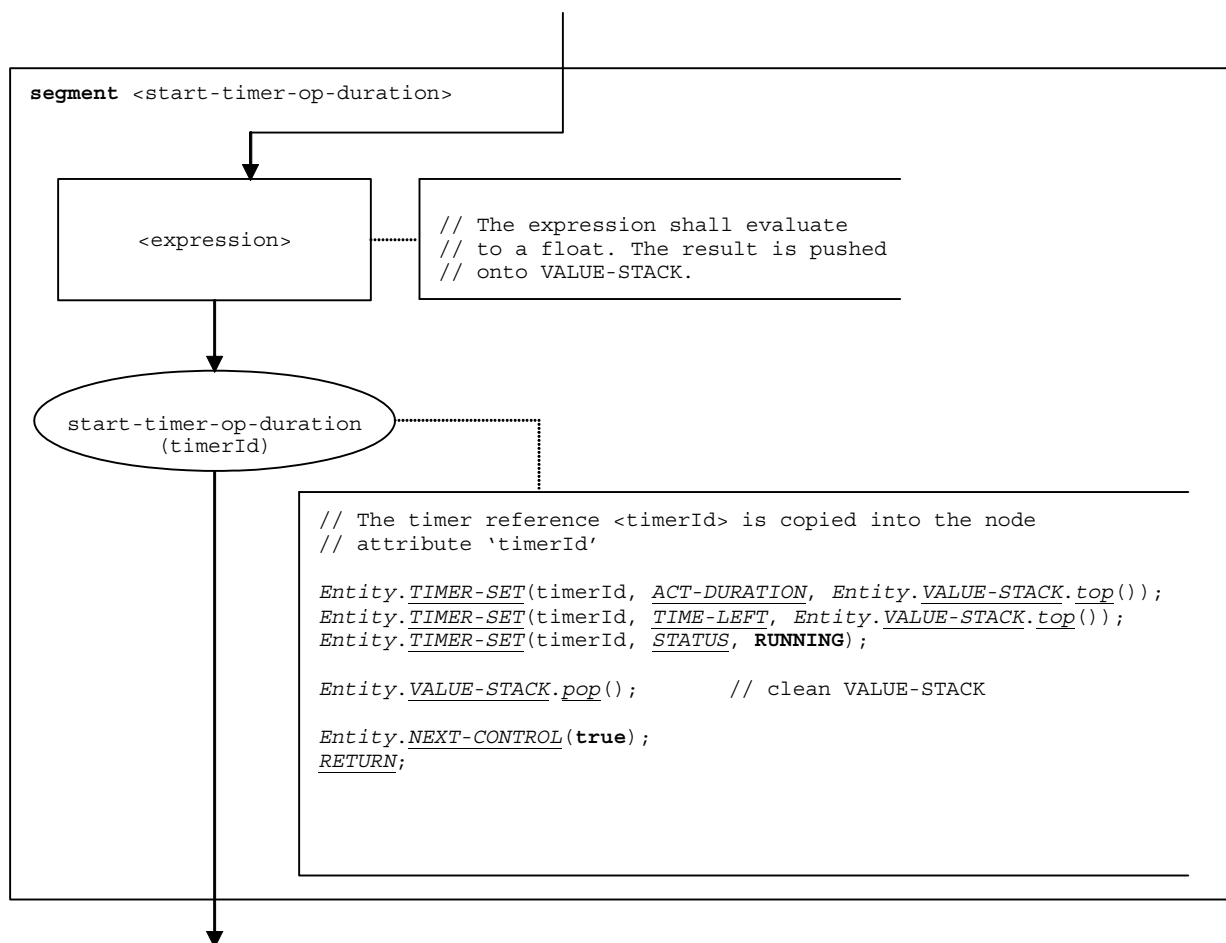 segment <start-timer-op-duration>
<expression>
// The expression shall evaluate
// to a float. The result is pushed
// onto VALUE-STACK.
start-timer-op-duration
(timerId)
// The timer reference <timerId> is copied into the node
// attribute ‘timerId’
Entity.TIMER-SET(timerId, ACT-DURATION, Entity.VALUE-STACK.top());
Entity.TIMER-SET(timerId, TIME-LEFT, Entity.VALUE-STACK.top());
Entity.TIMER-SET(timerId, STATUS, RUNNING);
Entity.VALUE-STACK.pop(); // clean VALUE-STACK
Entity.NEXT-CONTROL(true);
RETURN;